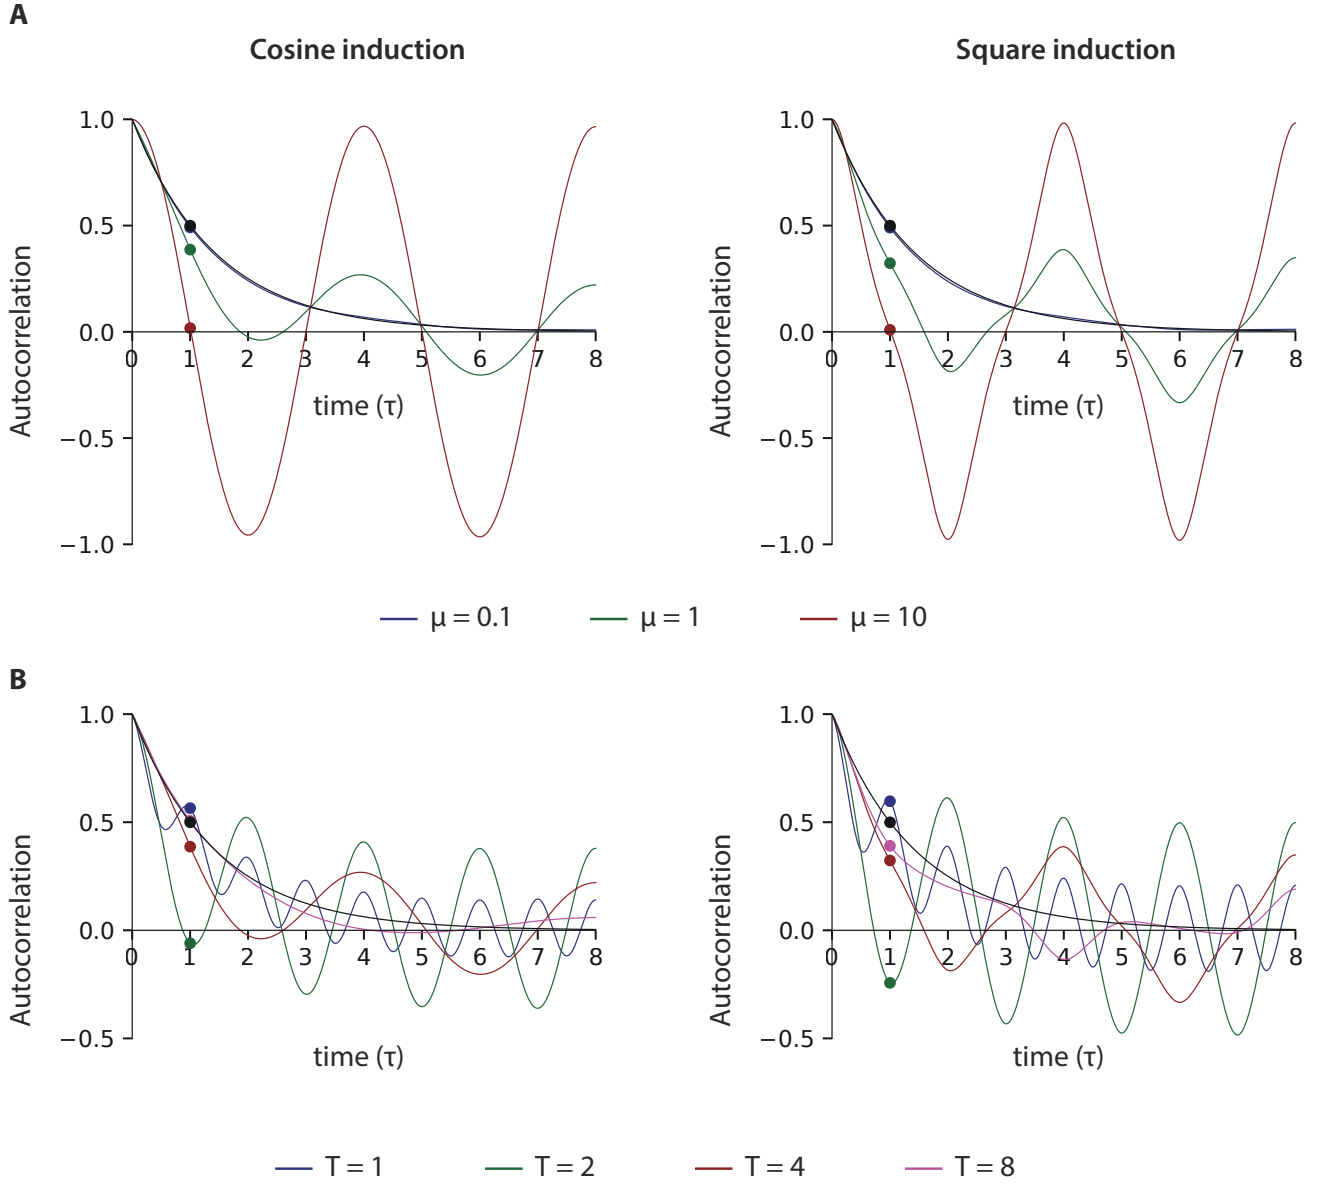 A
Cosine induction
Square induction
1.0
0.5
0.0
−0.5
−1.0
0 1 2 3 4 5 6 7 8
Autocorrelation
time (τ)
1.0
0.5
0.0
−0.5
−1.0
0 1 2 3 4 5 6 7 8
Autocorrelation
time (τ)
μ = 0.1 μ = 1 μ = 10
B
1.0
0.5
0.0
−0.5
0 1 2 3 4 5 6 7 8
Autocorrelation
time (τ)
1.0
0.5
0.0
−0.5
0 1 2 3 4 5 6 7 8
Autocorrelation
time (τ)
T = 1 T = 2 T = 4 T = 8